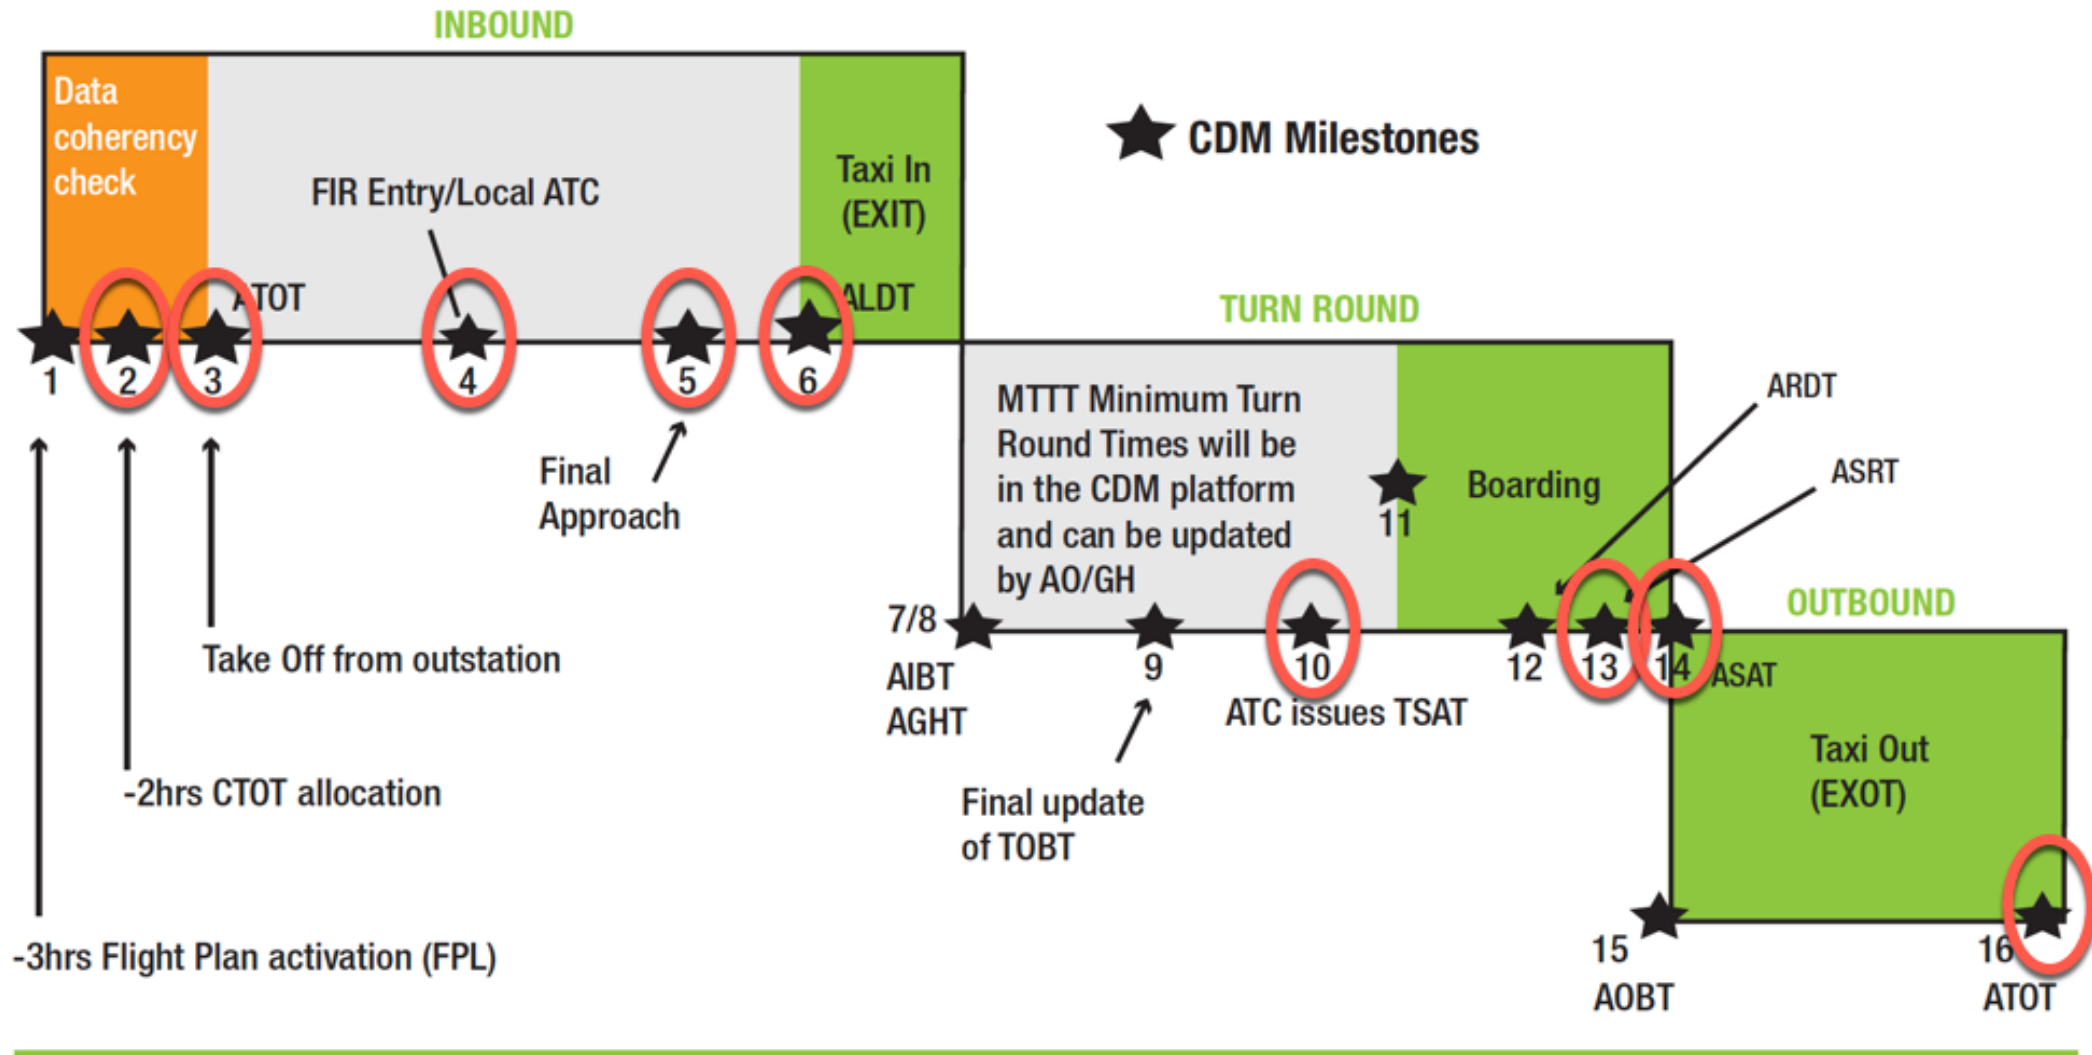 INBOUND
Data
coherency
check
FIR Entry/Local ATC
Taxi In
(EXIT)
ATOT
ALDT
1
2
3
4
5
6
CDM Milestones
Final
Approach
Take Off from outstation
-2hrs CTOT allocation
-3hrs Flight Plan activation (FPL)
TURN ROUND
MTTT Minimum Turn
Round Times will be
in the CDM platform
and can be updated
by AO/GH
11
Boarding
ARDT
ASRT
7/8
AIBT
AGHT
9
10
12
13
14
ASAT
ATC issues TSAT
Final update
of TOBT
OUTBOUND
Taxi Out
(EXOT)
15
AOBT
16
ATOT